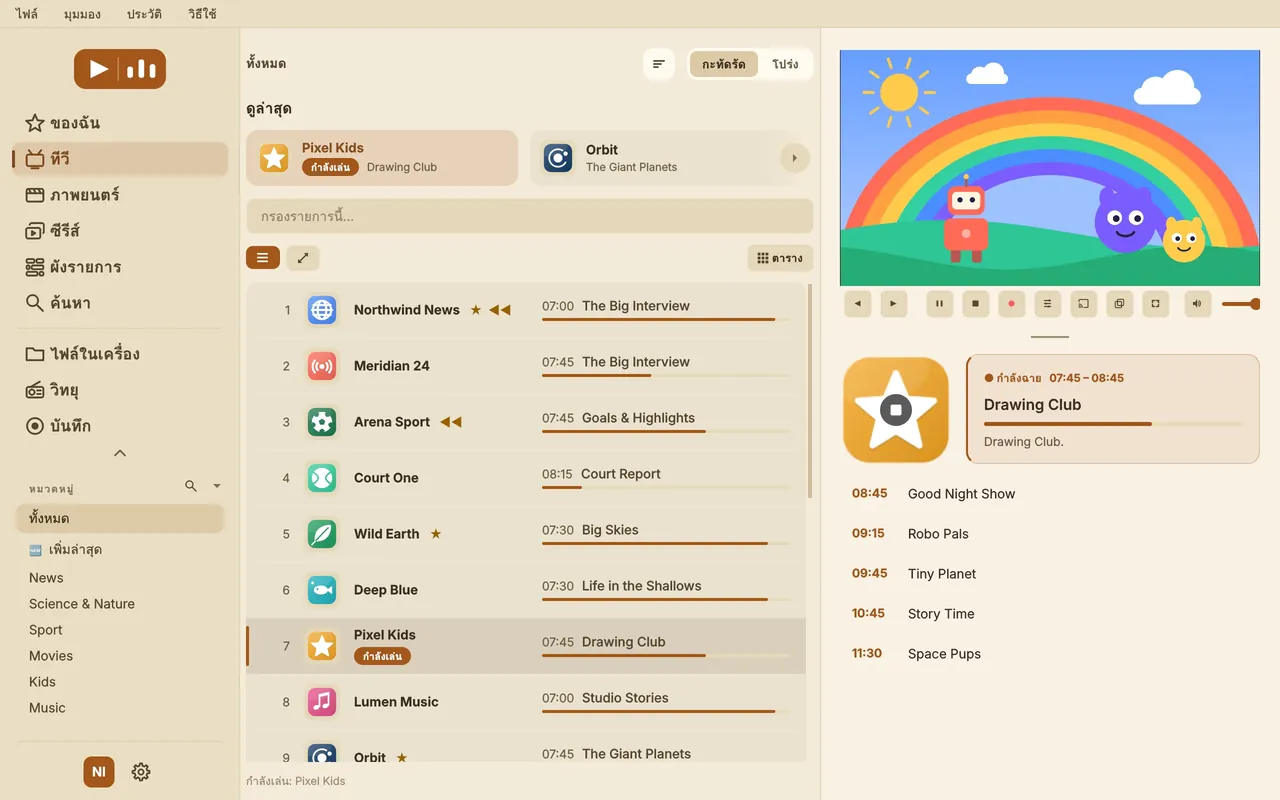 ไฟล์ มุมมอง ประวัติ วิธีใช้
ของฉัน
ทีวี
ภาพยนตร์
ซีรีส์
ผังรายการ
ค้นหา
ไฟล์ในเครื่อง
วิทยุ
บันทึก
หมวดหมู่
ทั้งหมด
เพิ่มล่าสุด
News
Science & Nature
Sport
Movies
Kids
Music
NI
ทั้งหมด
กะทัดรัด โปร่ง
ดูล่าสุด
Pixel Kids
กำลังเล่น Drawing Club
Orbit
The Giant Planets
กรองรายการนี้...
ตาราง
1 Northwind News 07:00 The Big Interview
2 Meridian 24 07:45 The Big Interview
3 Arena Sport 07:45 Goals & Highlights
4 Court One 08:15 Court Report
5 Wild Earth 07:30 Big Skies
6 Deep Blue 07:30 Life in the Shallows
7 Pixel Kids 07:45 Drawing Club
กำลังเล่น
8 Lumen Music 07:00 Studio Stories
9 Orbit 07:45 The Giant Planets
กำลังเล่น: Pixel Kids
กำลังฉาย 07:45 – 08:45
Drawing Club
Drawing Club.
08:45 Good Night Show
09:15 Robo Pals
09:45 Tiny Planet
10:45 Story Time
11:30 Space Pups